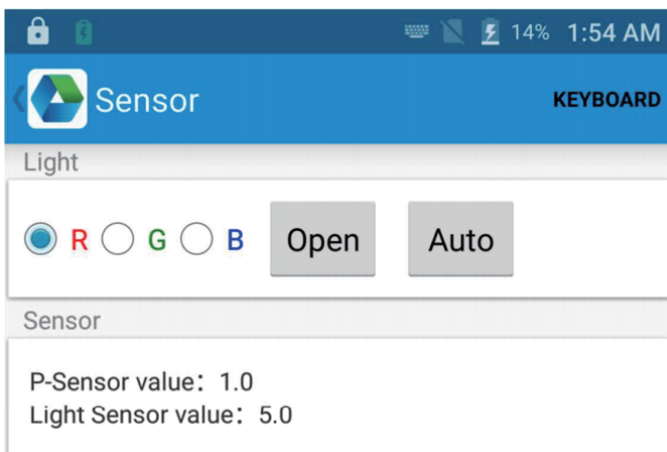 14% 1:54 AM
Sensor KEYBOARD
Light
R G B Open Auto
Sensor
P-Sensor value：1.0
Light Sensor value：5.0